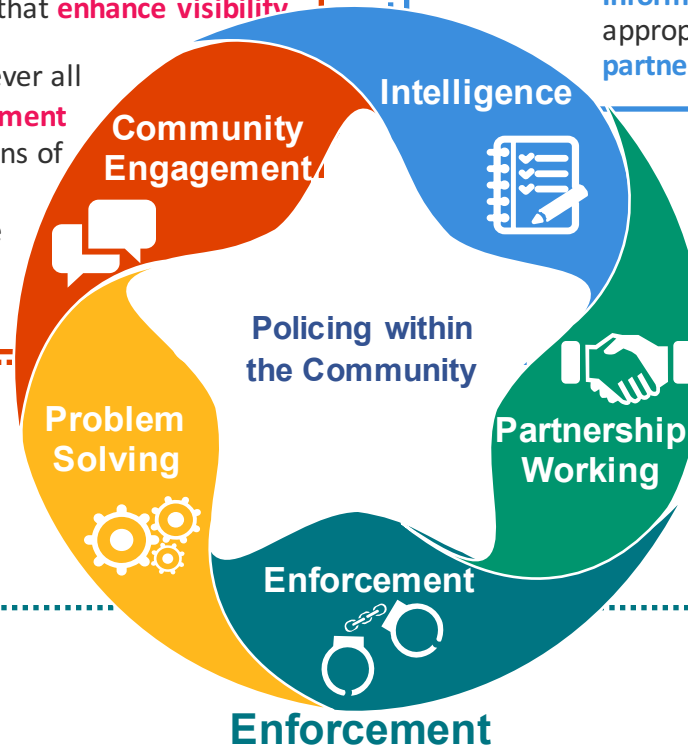 that enhance visibility
ever all
ment
ns of
appropr
partne
Intelligence
Community
Engagement
Policing within
the Community
Problem
Solving
Partnership
Working
Enforcement
Enforcement